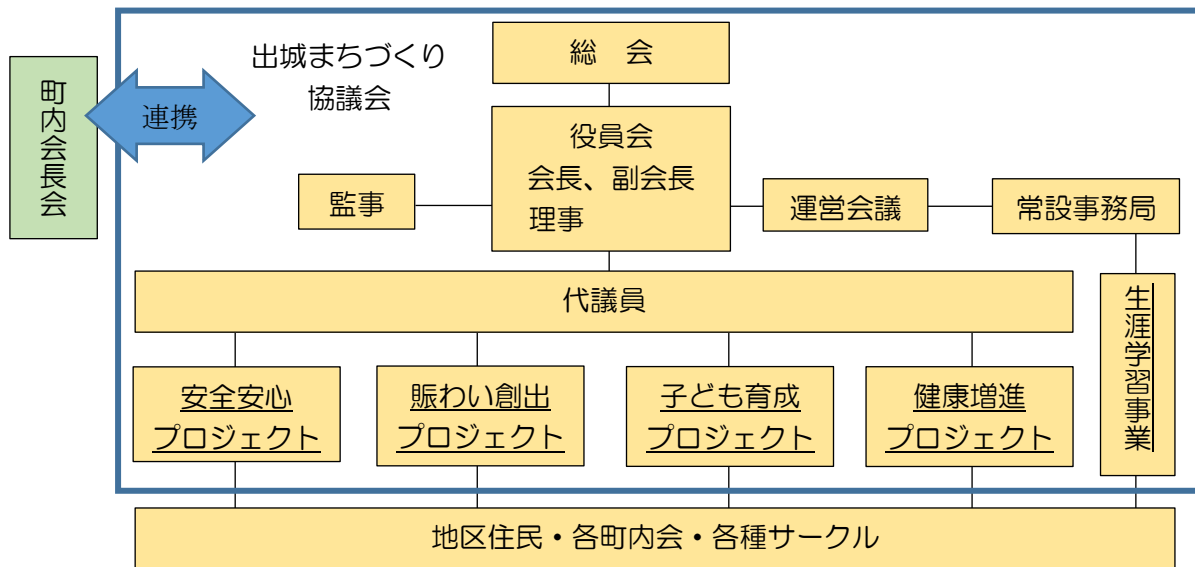 総　会
出城まちづくり
協議会
町内会長会
連携
役員会
会長、副会長
理事
監事
運営会議
常設事務局
代議員
生涯学習事業
安全安心
プロジェクト
賑わい創出
プロジェクト
子ども育成
プロジェクト
健康増進
プロジェクト
地区住民・各町内会・各種サークル